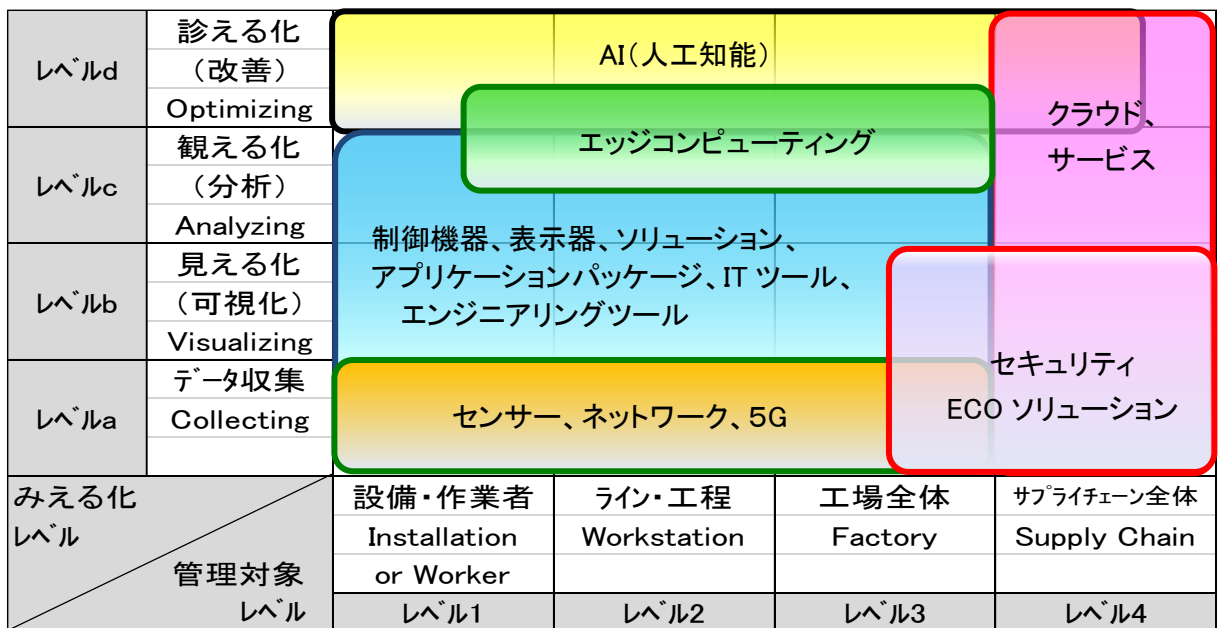 レベルd
診える化
(改善)
Optimizing
AI(人工知能)
エッジコンピューティング
クラウド、
サービス
レベルc
観える化
(分析)
Analyzing
制御機器、表示器、ソリューション、
アプリケーションパッケージ、IT ツール、
エンジニアリングツール
レベルb
見える化
(可視化)
Visualizing
セキュリティ
ECO ソリューション
レベルa
データ収集
Collecting
センサー、ネットワーク、5G
みえる化
レベル
管理対象
レベル
設備・作業者
Installation
or Worker
レベル1
ライン・工程
Workstation
レベル2
工場全体
Factory
レベル3
サプライチェーン全体
Supply Chain
レベル4